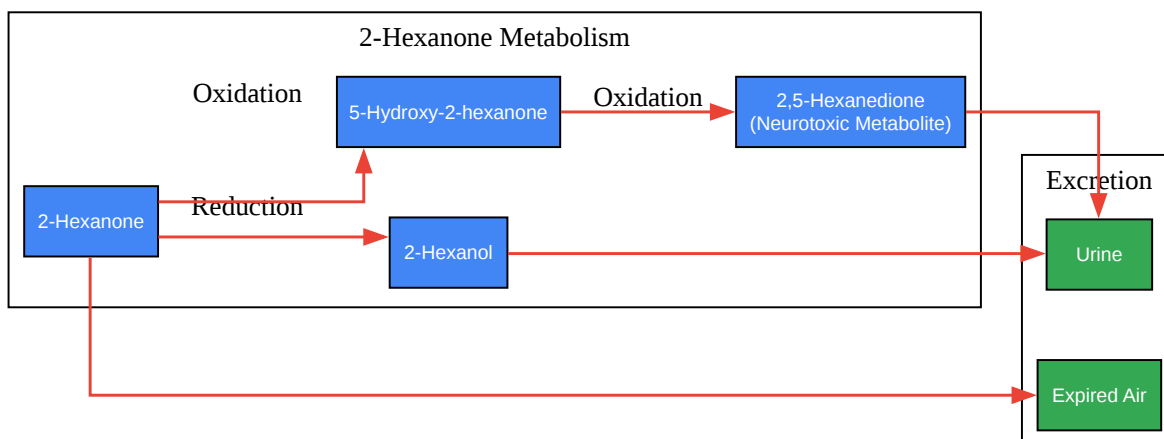 2-Hexanone Metabolism
Oxidation
5-Hydroxy-2-hexanone
Oxidation
2,5-Hexanedione
(Neurotoxic Metabolite)
Excretion
2-Hexanone
Reduction
2-Hexanol
Urine
Expired Air